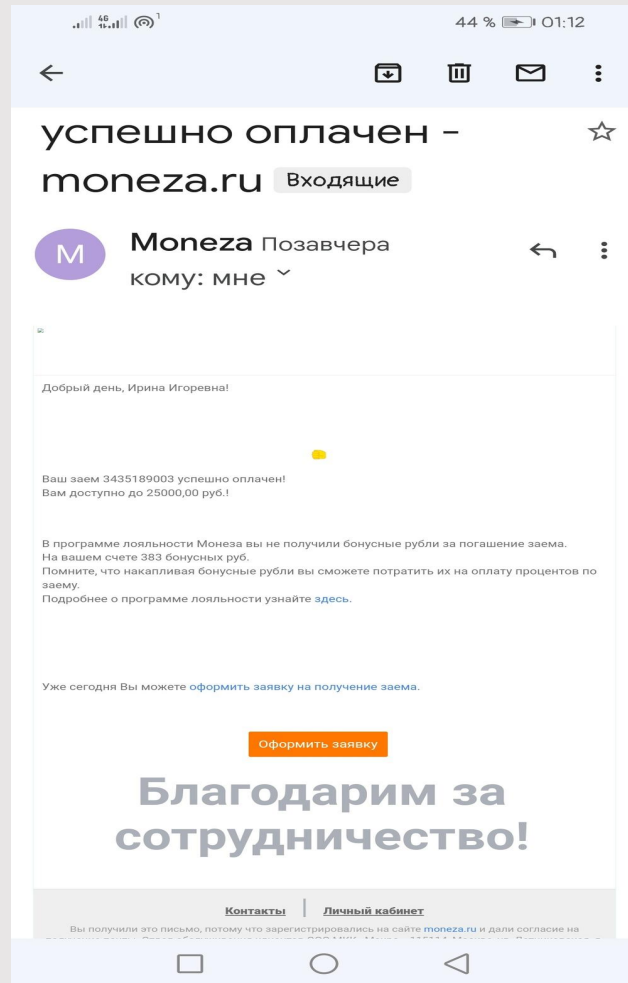 44 % 01:12
успешно оплачен -
moneza.ru Входящие
M
Moneza Позавчера
кому: мне
Добрый день, Ирина Игоревна!
Ваш заем 3435189003 успешно оплачен!
Вам доступно до 25000,00 руб.!
В программе лояльности Монеза вы не получили бонусные рубли за погашение заема.
На вашем счете 383 бонусных руб.
Помните, что накапливая бонусные рубли вы сможете потратить их на оплату процентов по
заему.
Подробнее о программе лояльности узнайте здесь.
Уже сегодня Вы можете оформить заявку на получение заема.
Оформить заявку
Благодарим за
сотрудничество!
Контакты | Личный кабинет
Вы получили это письмо, потому что зарегистрировались на сайте moneza.ru и дали согласие на